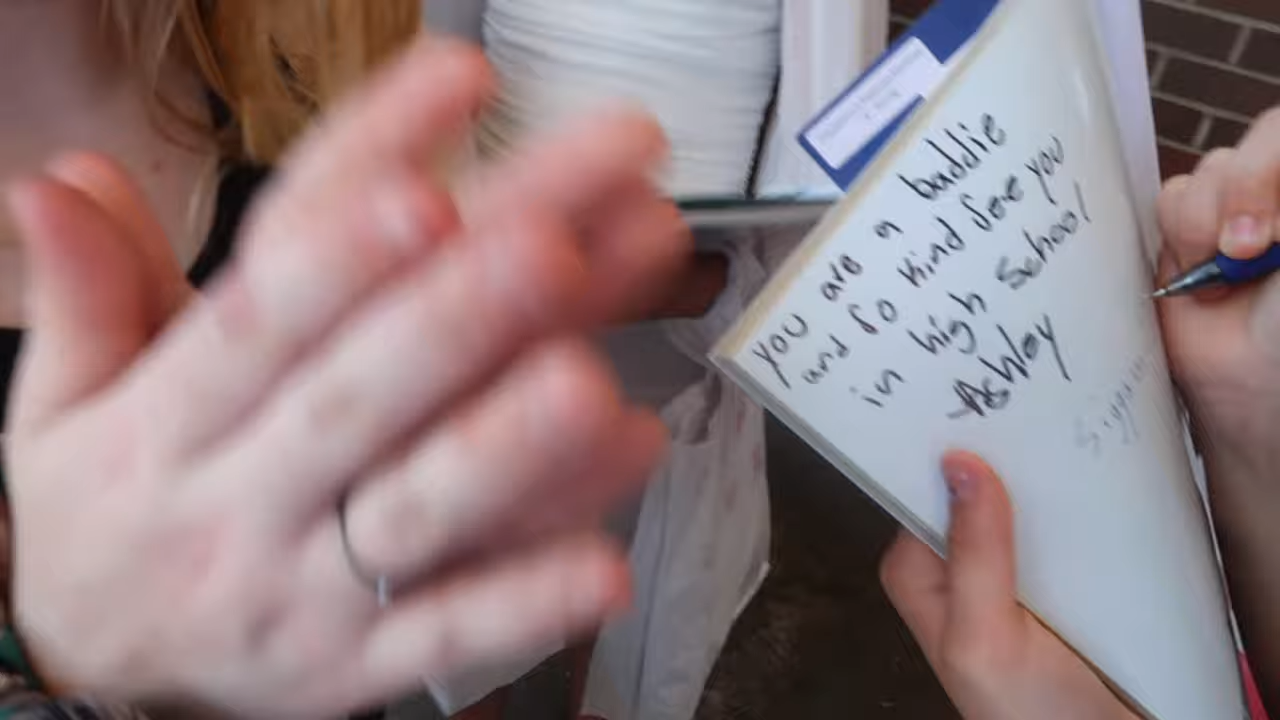 you are a baddie
and so kind see you
in high school
Ashley